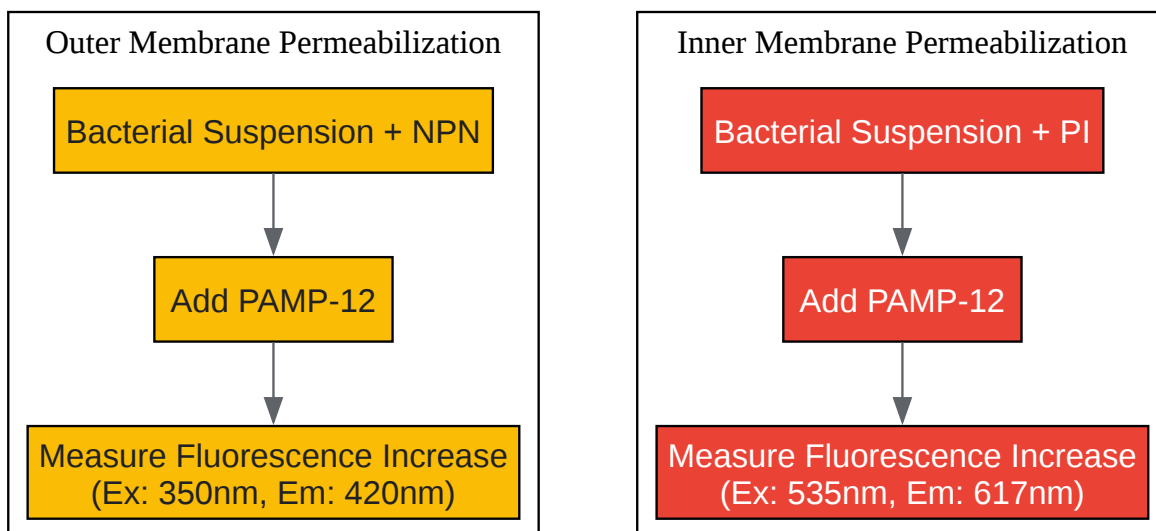 Outer Membrane Permeabilization
Bacterial Suspension + NPN
Add PAMP-12
Measure Fluorescence Increase
(Ex: 350nm, Em: 420nm)
Inner Membrane Permeabilization
Bacterial Suspension + PI
Add PAMP-12
Measure Fluorescence Increase
(Ex: 535nm, Em: 617nm)